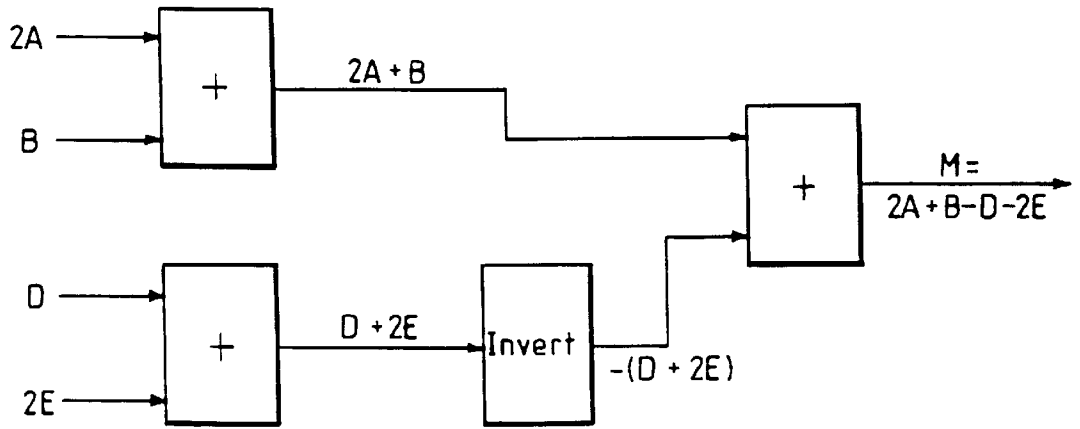 2A
B
+
2A + B
+
M =
2A + B – D – 2E
D
2E
+
D + 2E
Invert
–(D + 2E)